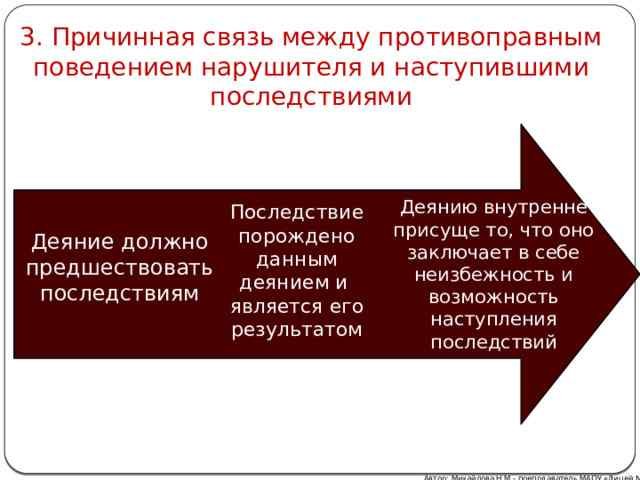 3. Причинная связь между противоправным
поведением нарушителя и наступившими
последствиями
Деяние должно
предшествовать
последствиям
Последствие
порождено
данным
деянием и
является его
результатом
Деянию внутренне
присуще то, что оно
заключает в себе
неизбежность и
возможность
наступления
последствий
Автор: Михайлова Н.М.- преподаватель МАОУ «Лицей №